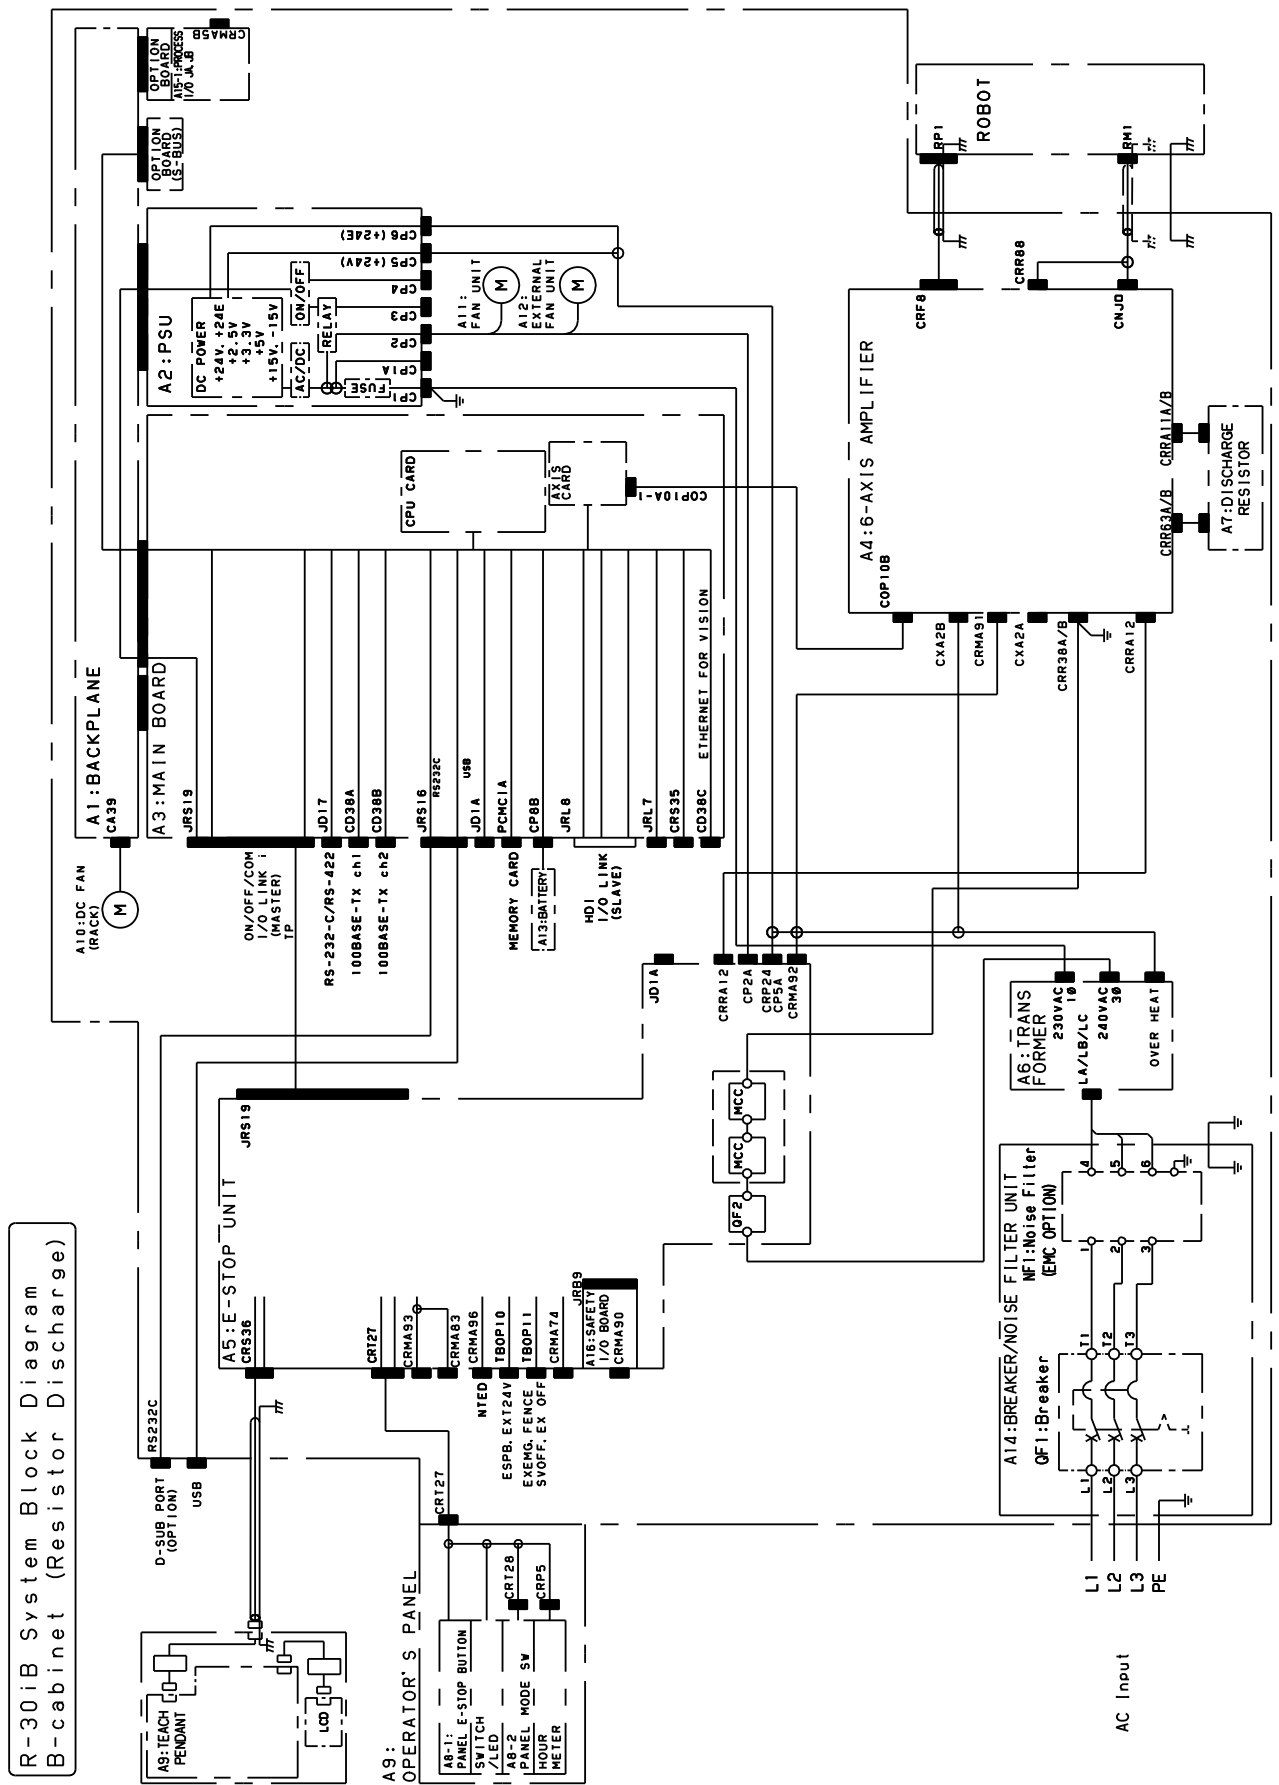 R-30iB System Block Diagram
B-cabinet (Resistor Discharge)
A9:TEACH
PENDANT
LCD
A9:
OPERATOR'S PANEL
A8-1:
PANEL E-STOP BUTTON
SWITCH
/LED
A8-2
PANEL MODE SW
HOUR
METER
CRT28
CRP5
CRT27
D-SUB PORT
(OPTION)
RS232C
USB
A5:E-STOP UNIT
CRS36
CRT27
CRMA93
CRMA83
CRMA96
TBOP10
TBOP11
CRMA74
NTED
ESPB, EXT24V
EXEMG, FENCE
SVOFF, EX OFF
A16:SAFETY
I/O BOARD
CRMA90
JRB9
JRS19
JD1A
QF2
MCC
MCC
CRRA12
CP2A
CRP24
CP5A
CRMA92
A10:DC FAN
(RACK)
M
CA39
A1:BACKPLANE
A3:MAIN BOARD
JRS19
ON/OFF/COM
I/O LINK i
(MASTER)
TP
JD17
RS-232-C/RS-422
CD38A
100BASE-TX ch1
CD38B
100BASE-TX ch2
JRS16
RS232C
USB
JD1A
PCMCIA
MEMORY CARD
CP8B
A13:BATTERY
JRL8
HDI
I/O LINK
(SLAVE)
JRL7
CRS35
CD38C
ETHERNET FOR VISION
CPU CARD
AXIS
CARD
COP10A-1
A2:PSU
DC POWER
+24V, +24E
+2.5V
+3.3V
+5V
+15V, -15V
AC/DC
ON/OFF
RELAY
FUSE
CP1
CP1A
CP2
CP3
CP4
CP5 (+24V)
CP6 (+24E)
A11:
FAN UNIT
M
A12:
EXTERNAL
FAN UNIT
M
OPTION
BOARD
(S-BUS)
OPTION
BOARD
A15-1:PROCESS
I/O JA, JB
CRMA5B
ROBOT
RP1
RM1
A4:6-AXIS AMPLIFIER
CRF8
CRR88
CNJ0
COP10B
CXA2B
CRMA91
CXA2A
CRR38A/B
CRRA12
CRR63A/B
CRRA11A/B
A7:DISCHARGE
RESISTOR
A6:TRANS
FORMER
230VAC
1Ø
LA/LB/LC
240VAC
3Ø
OVER HEAT
A14:BREAKER/NOISE FILTER UNIT
NF1:Noise Filter
(EMC OPTION)
4
5
6
1
2
3
QF1:Breaker
T1
T2
T3
L1
L2
L3
L1
L2
L3
PE
AC Input